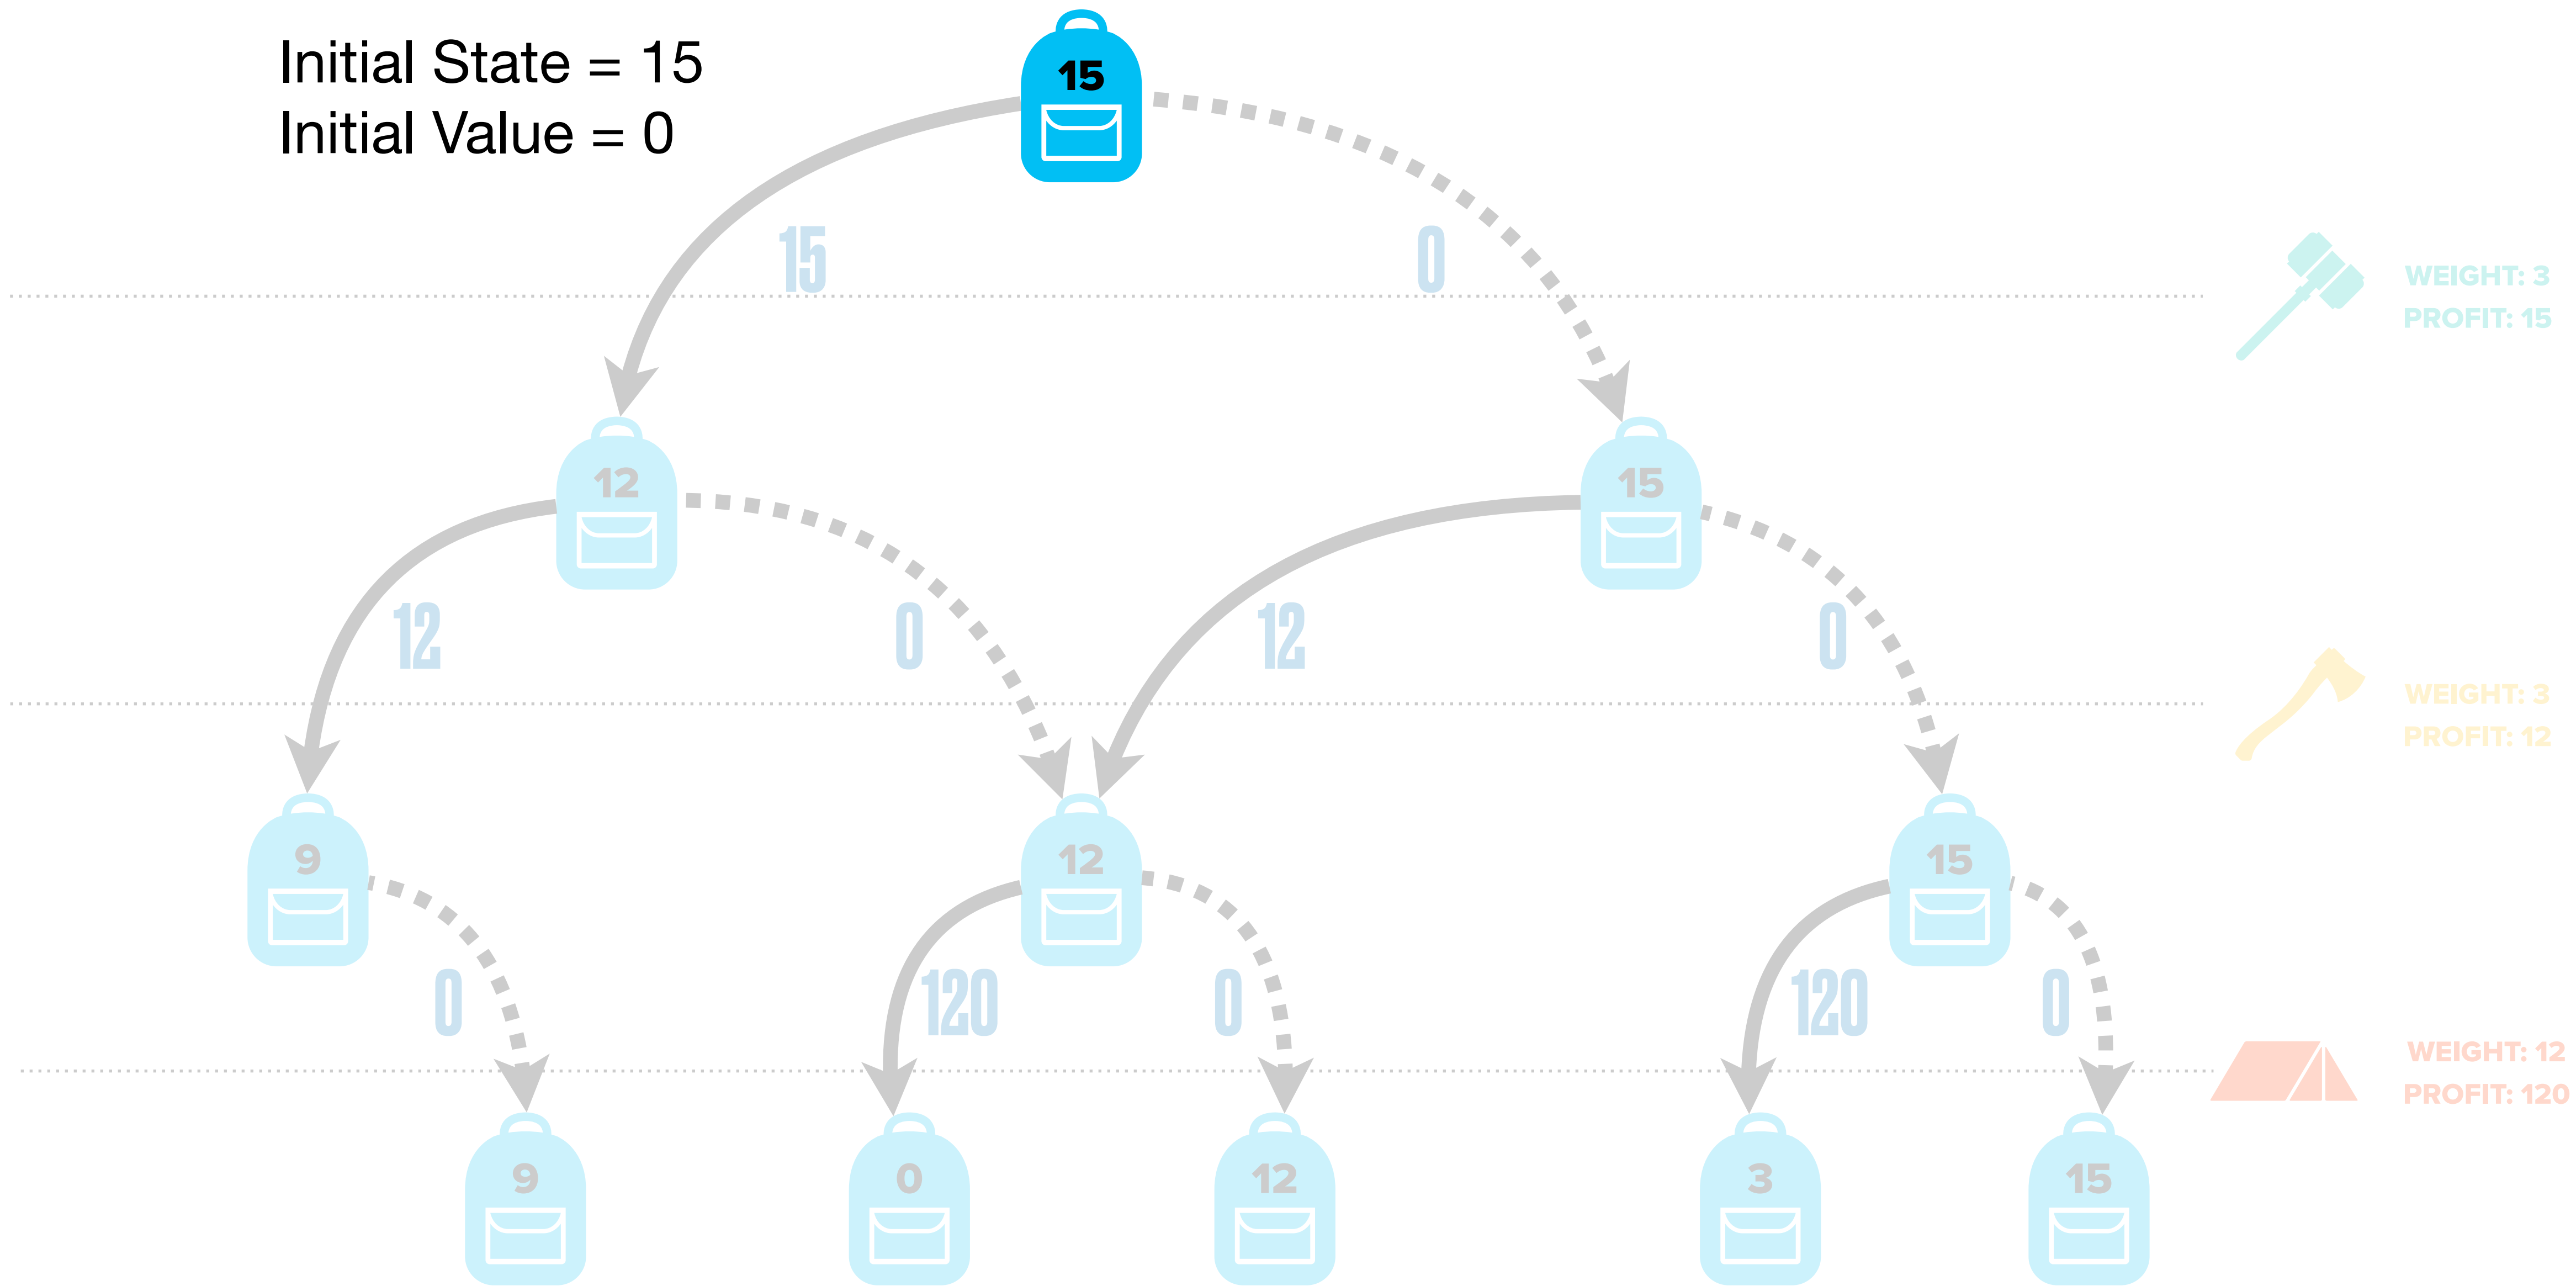 Initial State = 15
Initial Value = 0
15
15
0
WEIGHT: 3
PROFIT: 15
12
15
12
0
12
0
WEIGHT: 3
PROFIT: 12
9
12
15
0
120
0
120
0
WEIGHT: 12
PROFIT: 120
9
0
12
3
15